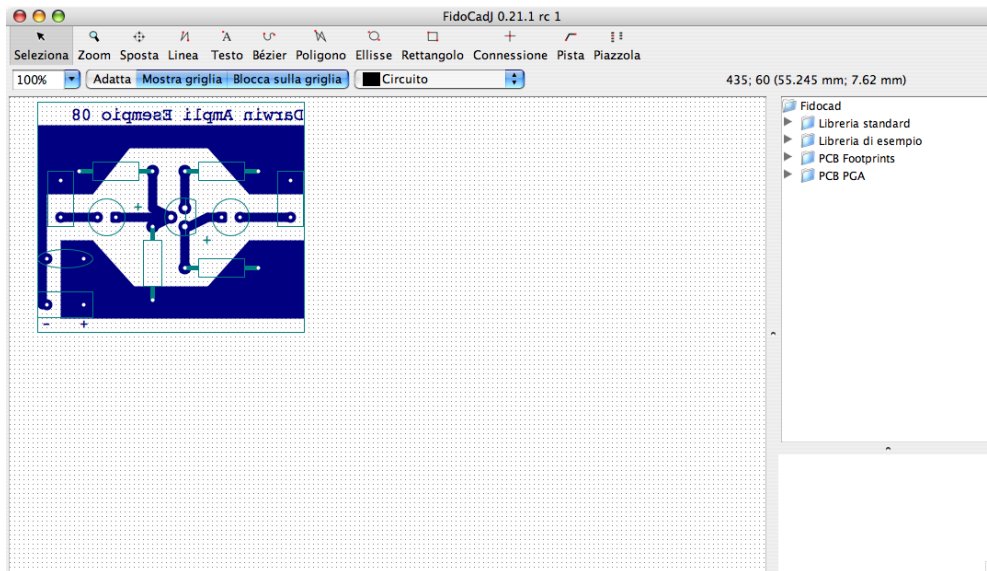 FidoCadJ 0.21.1 rc 1
Seleziona Zoom Sposta Linea Testo Bézier Poligono Ellisse Rettangolo Connessione Pista Piazzola
100% Adatta Mostra griglia Blocca sulla griglia Circuito 435; 60 (55.245 mm; 7.62 mm)
Darwin Ampli Esempio 08
+
+
- +
Fidocad
Libreria standard
Libreria di esempio
PCB Footprints
PCB PGA